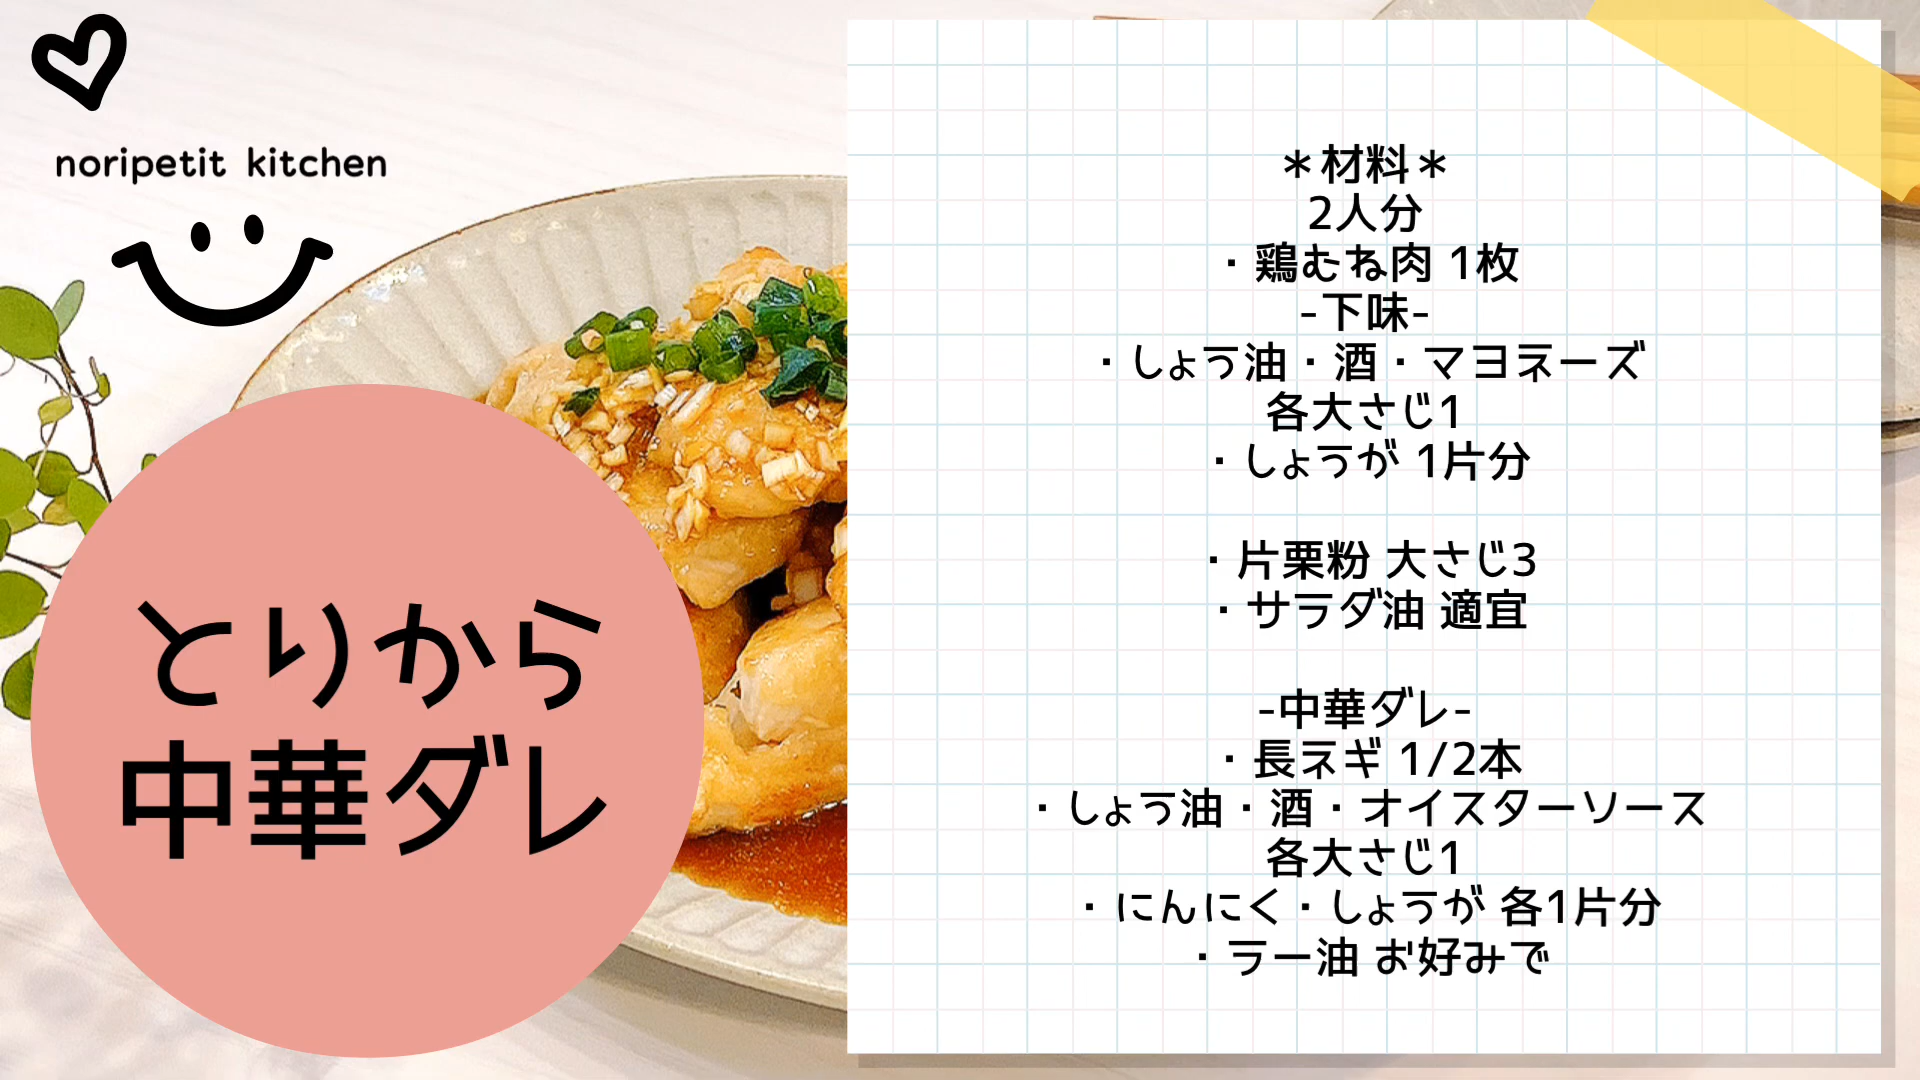 noripetit kitchen
とりから
中華ダレ
＊材料＊
2人分
・鶏むね肉 1枚
-下味-
・しょう油・酒・マヨネーズ
各大さじ1
・しょうが 1片分
・片栗粉 大さじ3
・サラダ油 適宜
-中華ダレ-
・長ネギ 1/2本
・しょう油・酒・オイスターソース
各大さじ1
・にんにく・しょうが 各1片分
・ラー油 お好みで